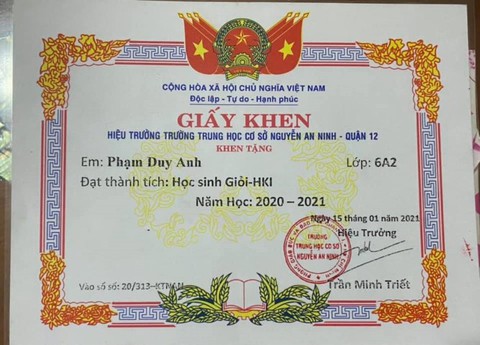 CỘNG HÒA XÃ HỘI CHỦ NGHĨA VIỆT NAM
Độc lập - Tự do - Hạnh phúc
GIẤY KHEN
HIỆU TRƯỞNG TRƯỜNG TRUNG HỌC CƠ SỞ NGUYỄN AN NINH - QUẬN 12
KHEN TẶNG
Em: Phạm Duy Anh Lớp: 6A2
Đạt thành tích: Học sinh Giỏi-HKI
Năm Học: 2020 – 2021
Ngày 15 tháng 01 năm 2021
Hiệu Trưởng
TRƯỜNG
TRUNG HỌC CƠ SỞ
NGUYỄN AN NINH
Vào sổ số: 20/313-KTNGN
Trần Minh Triết